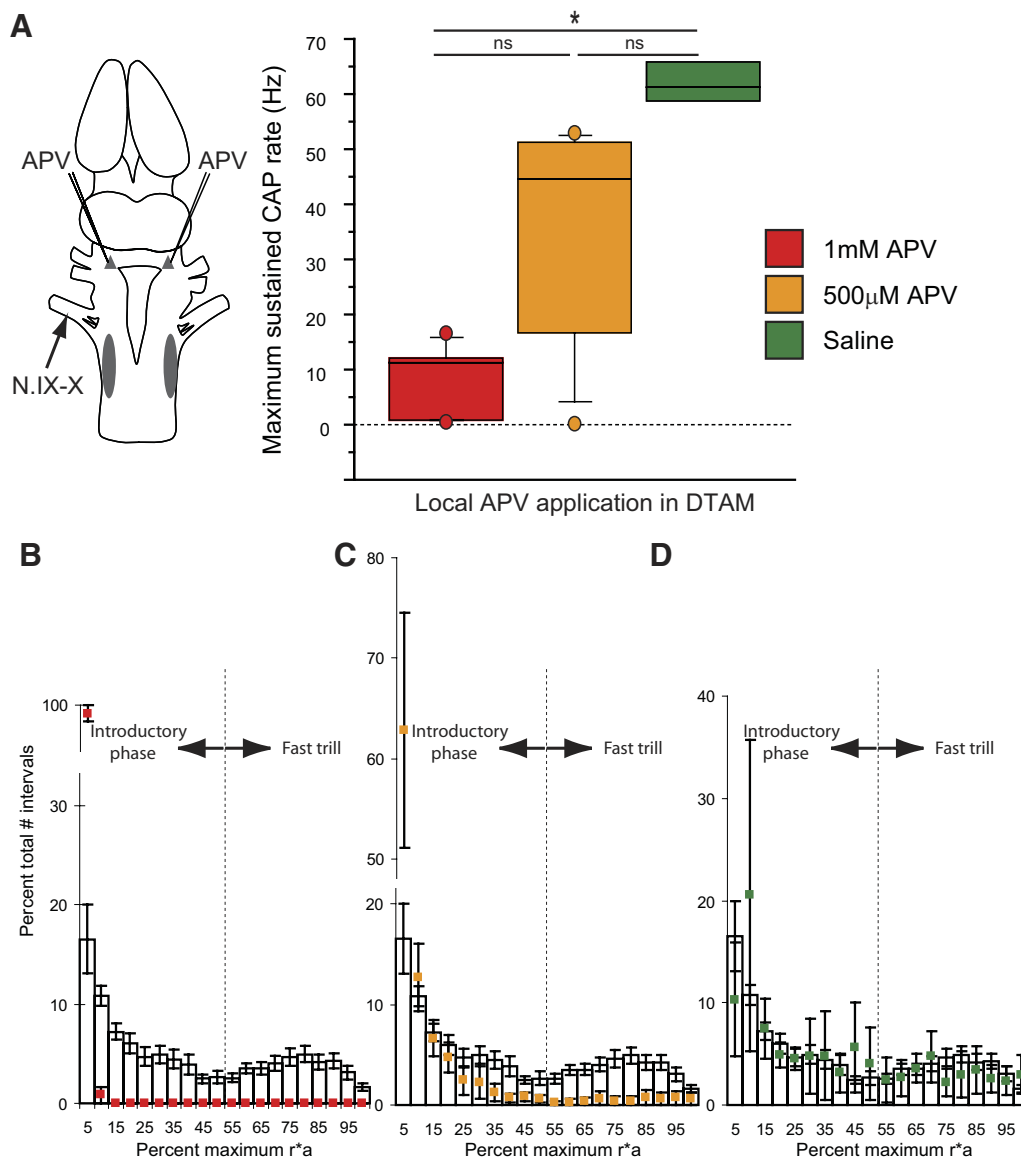 A
APV
APV
N.IX-X
*
ns
ns
Maximum sustained CAP rate (Hz)
70
60
50
40
30
20
10
0
Local APV application in DTAM
1mM APV
500μM APV
Saline
B
Percent total # intervals
100
30
20
10
0
Introductory
phase
Fast trill
5 15 25 35 45 55 65 75 85 95
Percent maximum r*a
C
80
70
60
50
20
10
0
Introductory
phase
Fast trill
5 15 25 35 45 55 65 75 85 95
Percent maximum r*a
D
40
30
20
10
0
Introductory
phase
Fast trill
5 15 25 35 45 55 65 75 85 95
Percent maximum r*a